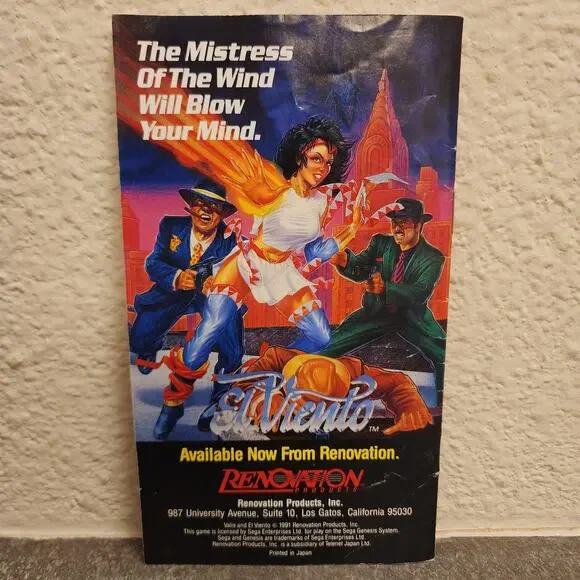 The Mistress
Of The Wind
Will Blow
Your Mind.
El Viento ™
Available Now From Renovation.
RENOVATION
PRODUCTS
Renovation Products, Inc.
987 University Avenue, Suite 10, Los Gatos, California 95030
Valis and El Viento © 1991 Renovation Products, Inc.
This game is licensed by Sega Enterprises Ltd. for play on the Sega Genesis System.
Sega and Genesis are trademarks of Sega Enterprises Ltd.
Renovation Products, Inc. is a subsidiary of Telenet Japan Ltd.
Printed in Japan